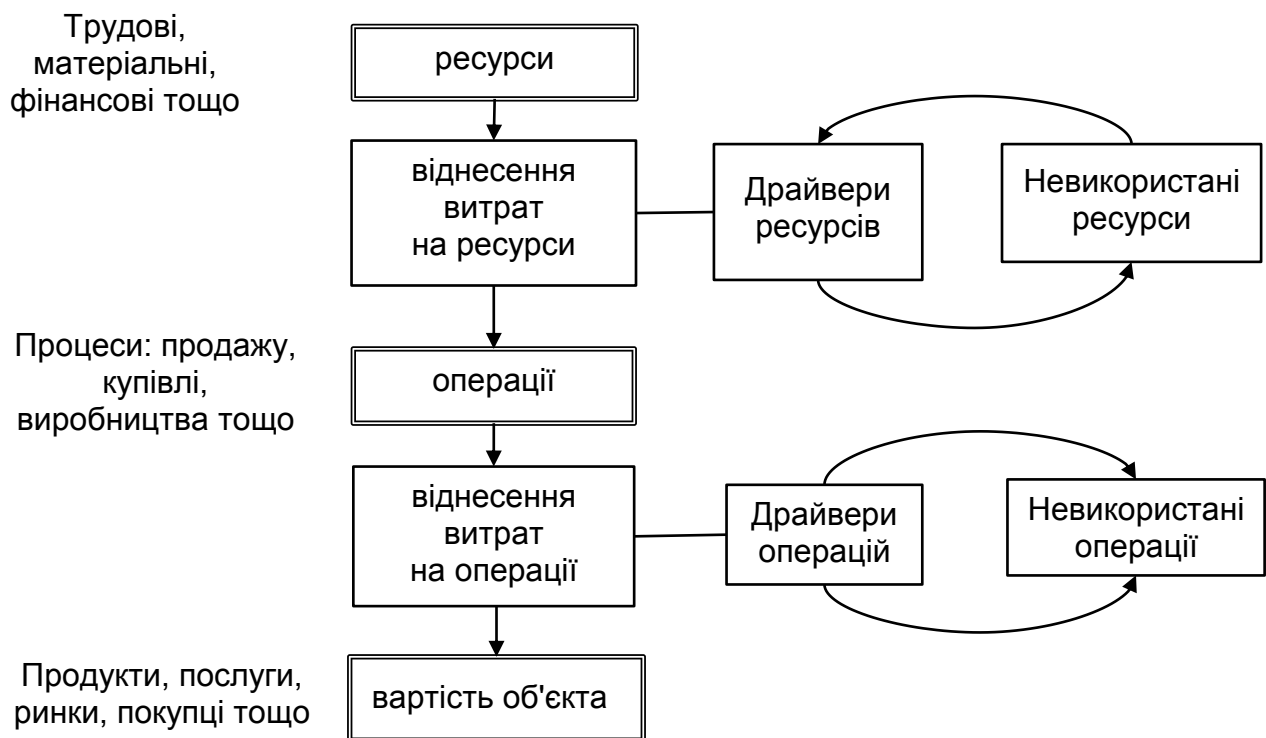 Трудові,
матеріальні,
фінансові тощо
ресурси
віднесення
витрат
на ресурси
Драйвери
ресурсів
Невикористані
ресурси
Процеси: продажу,
купівлі,
виробництва тощо
операції
віднесення
витрат
на операції
Драйвери
операцій
Невикористані
операції
Продукти, послуги,
ринки, покупці тощо
вартість об'єкта